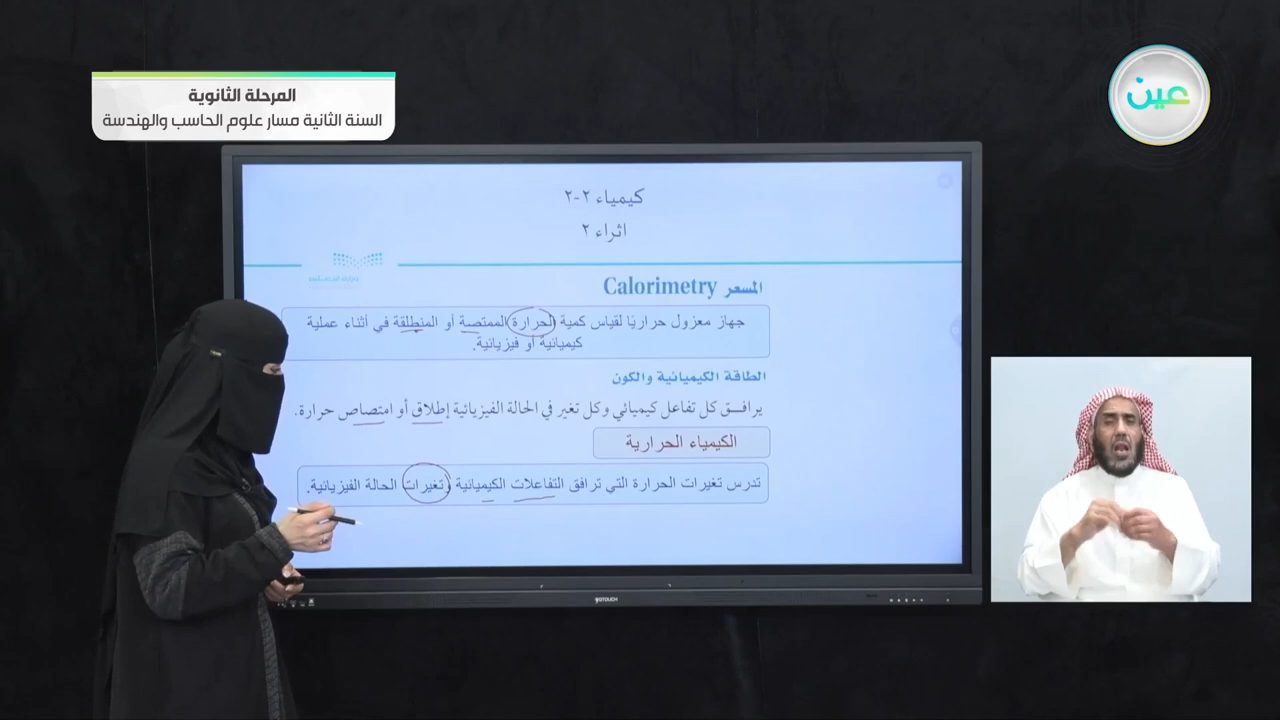 المرحلة الثانوية
السنة الثانية مسار علوم الحاسب والهندسة
عين
كيمياء ٢-٢
اثراء ٢
المسعر Calorimetry
جهاز معزول حراريًا لقياس كمية الحرارة الممتصة أو المنطلقة في أثناء عملية
كيميائية أو فيزيائية.
الطاقة الكيميائية والكون
يرافق كل تفاعل كيميائي وكل تغير في الحالة الفيزيائية إطلاق أو امتصاص حرارة.
الكيمياء الحرارية
تدرس تغيرات الحرارة التي ترافق التفاعلات الكيميائية وتغيرات الحالة الفيزيائية.